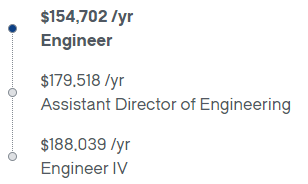 $154,702 /yr
Engineer
$179,518 /yr
Assistant Director of Engineering
$188,039 /yr
Engineer IV